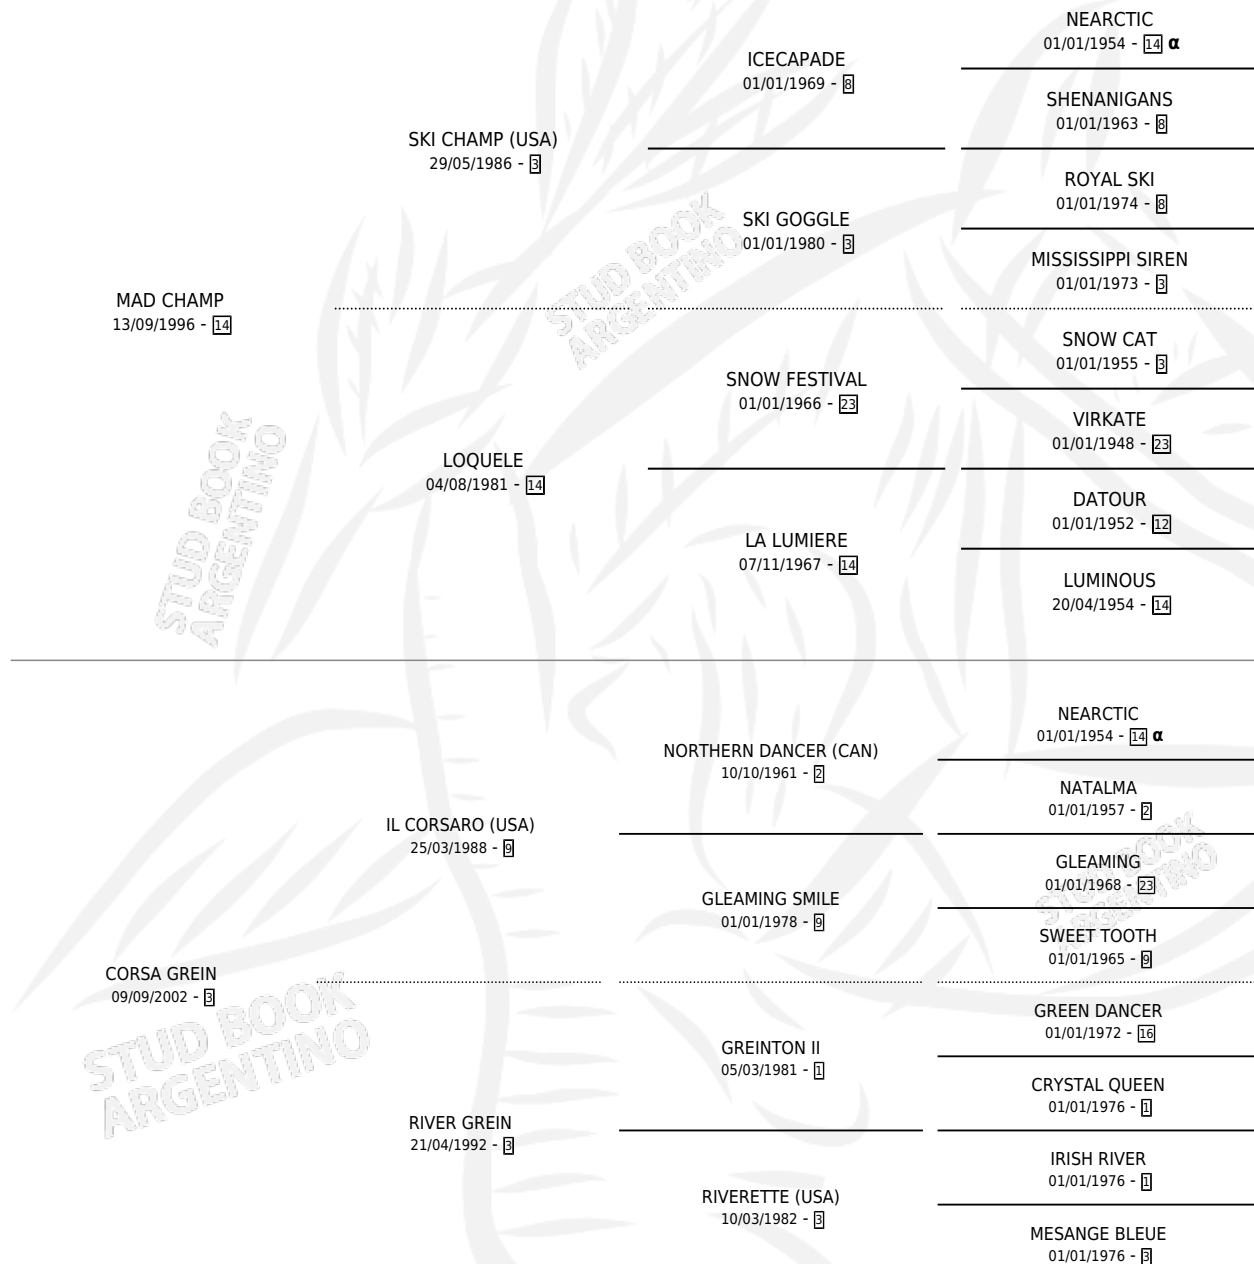 NEARCTIC
01/01/1954 - 14 α
ICECAPADE
01/01/1969 - 8
SHENANIGANS
01/01/1963 - 8
SKI CHAMP (USA)
29/05/1986 - 3
ROYAL SKI
01/01/1974 - 8
SKI GOGGLE
01/01/1980 - 3
MISSISSIPPI SIREN
01/01/1973 - 3
MAD CHAMP
13/09/1996 - 14
SNOW CAT
01/01/1955 - 3
SNOW FESTIVAL
01/01/1966 - 23
VIRKATE
01/01/1948 - 23
LOQUELE
04/08/1981 - 14
DATOUR
01/01/1952 - 12
LA LUMIERE
07/11/1967 - 14
LUMINOUS
20/04/1954 - 14
NEARCTIC
01/01/1954 - 14 α
NORTHERN DANCER (CAN)
10/10/1961 - 2
NATALMA
01/01/1957 - 2
IL CORSARO (USA)
25/03/1988 - 9
GLEAMING
01/01/1968 - 23
GLEAMING SMILE
01/01/1978 - 9
SWEET TOOTH
01/01/1965 - 9
CORSA GREIN
09/09/2002 - 3
GREEN DANCER
01/01/1972 - 16
GREINTON II
05/03/1981 - 1
CRYSTAL QUEEN
01/01/1976 - 1
RIVER GREIN
21/04/1992 - 3
IRISH RIVER
01/01/1976 - 1
RIVERETTE (USA)
10/03/1982 - 3
MESANGE BLEUE
01/01/1976 - 3
STUD BOOK
ARGENTINO
STUD BOOK
ARGENTINO
STUD BOOK
ARGENTINO
STUD BOOK
ARGENTINO